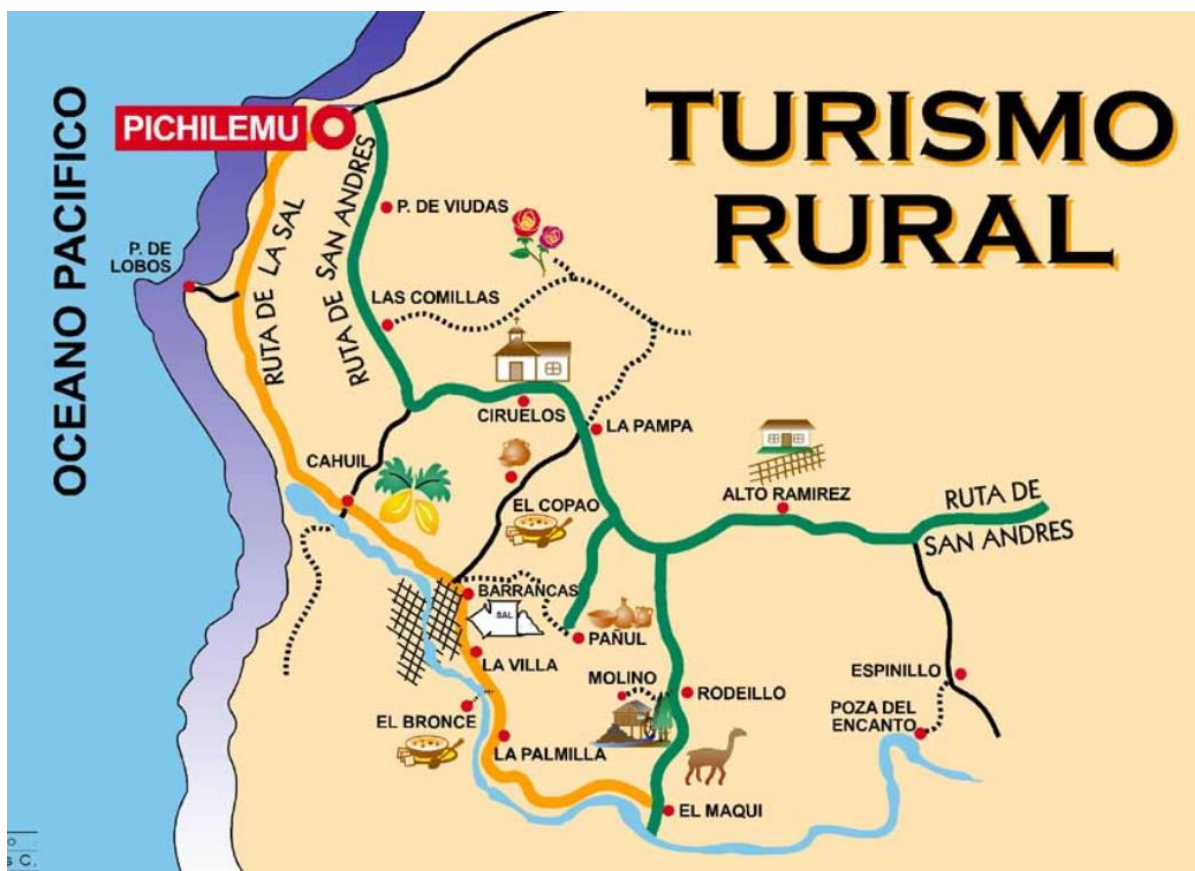 TURISMO
RURAL
OCEANO PACIFICO
PICHILEMU
RUTA DE LA SAL
RUTA DE SAN ANDRES
P. DE VIUDAS
P. DE
LOBOS
LAS COMILLAS
CIRUELOS
LA PAMPA
CAHUIL
EL COPAO
ALTO RAMIREZ
RUTA DE
SAN ANDRES
BARRANCAS
SAL
PAÑUL
LA VILLA
MOLINO
RODEILLO
ESPINILLO
POZA DEL
ENCANTO
EL BRONCE
LA PALMILLA
EL MAQUI
o
s C.